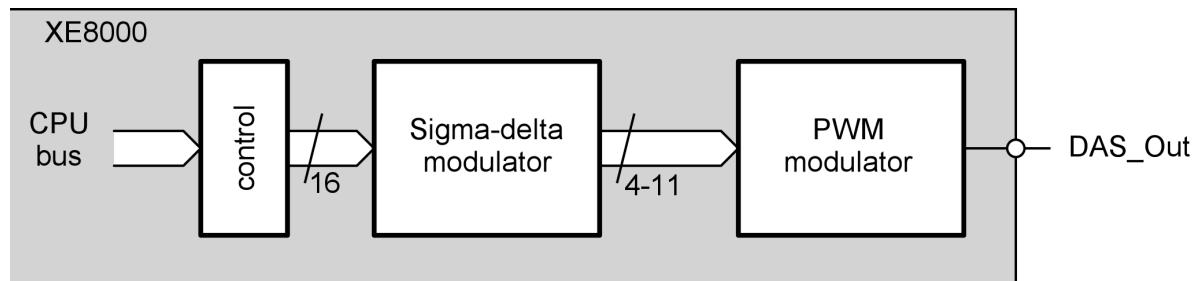 XE8000
CPU
bus
control
16
Sigma-delta
modulator
4-11
PWM
modulator
DAS_Out